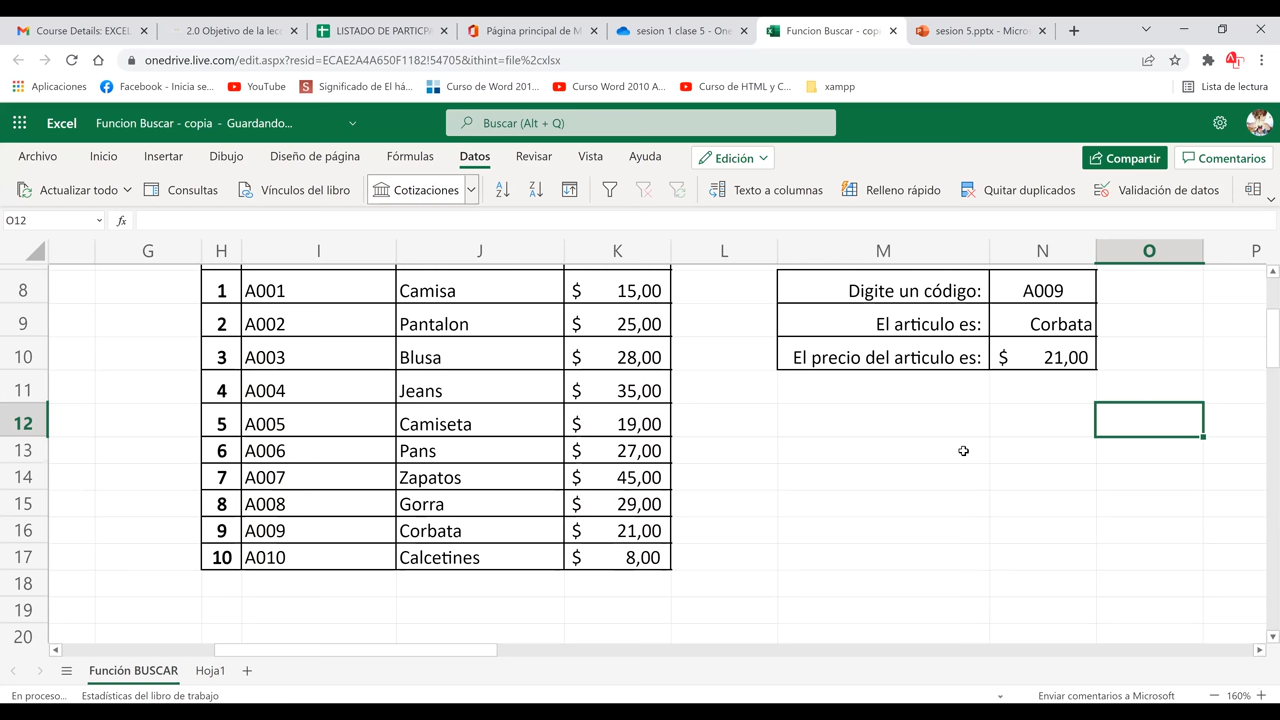 Course Details: EXCEL
2.0 Objetivo de la lecc
LISTADO DE PARTICPA
Página principal de M
sesion 1 clase 5 - One
Funcion Buscar - copia
sesion 5.pptx - Micros
onedrive.live.com/edit.aspx?resid=ECAE2A4A650F1182!54705&ithint=file%2cxlsx
Aplicaciones
Facebook - Inicia se...
YouTube
Significado de El há...
Curso de Word 201...
Curso Word 2010 A...
Curso de HTML y C...
xampp
Lista de lectura
Excel
Funcion Buscar - copia - Guardando...
Buscar (Alt + Q)
Archivo Inicio Insertar Dibujo Diseño de página Fórmulas Datos Revisar Vista Ayuda Edición Compartir Comentarios
Actualizar todo Consultas Vínculos del libro Cotizaciones Texto a columnas Relleno rápido Quitar duplicados Validación de datos
O12 fx
G H I J K L M N O P
8 1 A001 Camisa $ 15,00 Digite un código: A009
9 2 A002 Pantalon $ 25,00 El articulo es: Corbata
10 3 A003 Blusa $ 28,00 El precio del articulo es: $ 21,00
11 4 A004 Jeans $ 35,00
12 5 A005 Camiseta $ 19,00
13 6 A006 Pans $ 27,00
14 7 A007 Zapatos $ 45,00
15 8 A008 Gorra $ 29,00
16 9 A009 Corbata $ 21,00
17 10 A010 Calcetines $ 8,00
18
19
20
Función BUSCAR Hoja1
En proceso... Estadísticas del libro de trabajo Enviar comentarios a Microsoft 160%